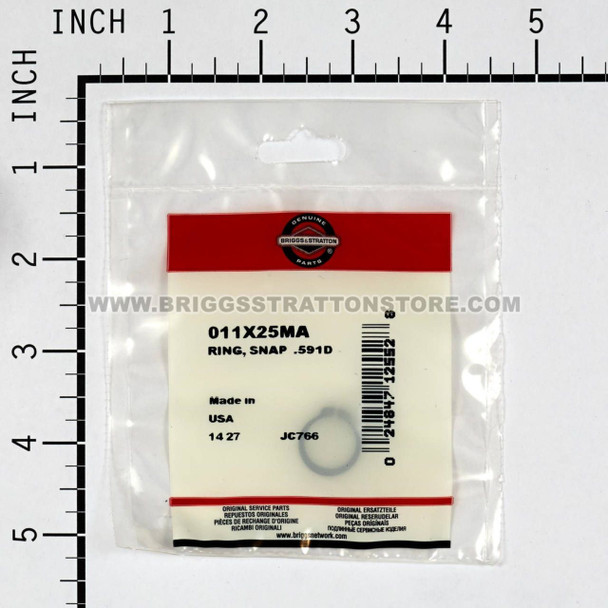 INCH 1 2 3 4 5
INCH
1
2
3
4
5
GENUINE
BRIGGS & STRATTON
®
PARTS
WWW.BRIGGSSTRATTONSTORE.COM
011X25MA
RING, SNAP .591D
Made in
USA
14 27 JC766
0 24847 12552 8
ORIGINAL SERVICE PARTS
REPUESTOS ORIGINALES
PIÈCES DE RECHANGE D'ORIGINE
RICAMBI ORIGINALI
ORIGINAL ERSATZTEILE
ORIGINAL RESERUDELAR
PEÇAS ORIGINAIS
ПОДЛИННЫЕ СЕРВИСНЫЕ ИЗДЕЛИЯ
www.briggsnetwork.com